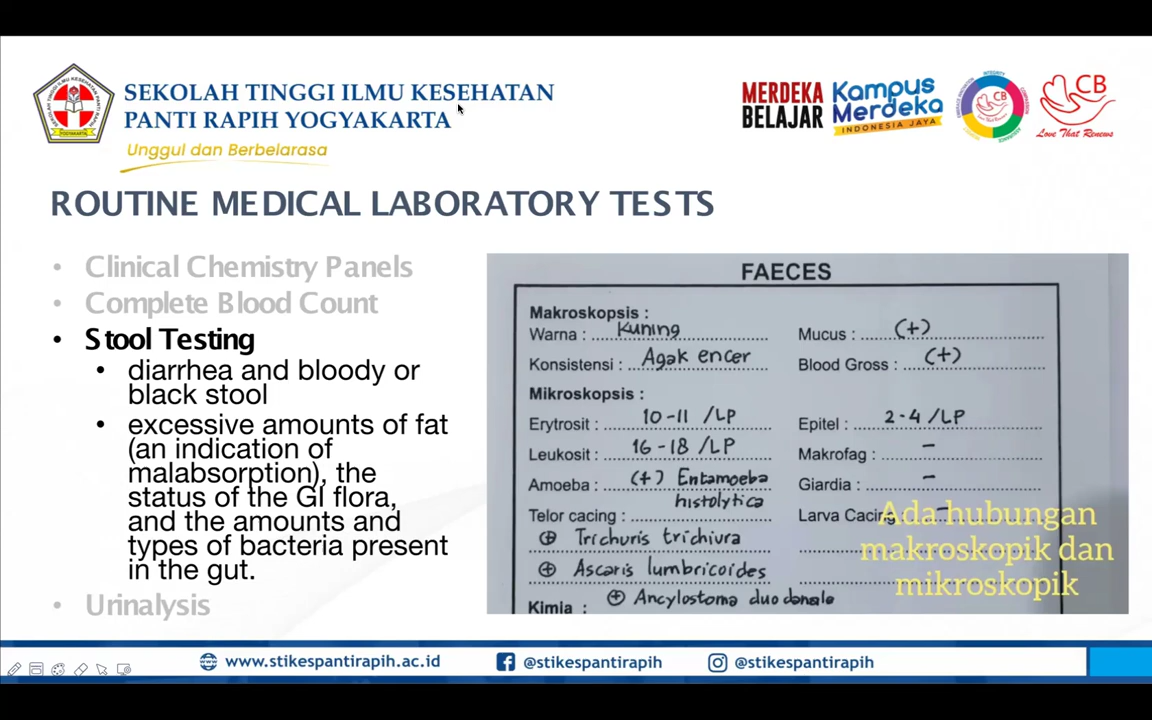 SEKOLAH TINGGI ILMU KESEHATAN
PANTI RAPIH YOGYAKARTA
Unggul dan Berbelarasa
MERDEKA
BELAJAR
Kampus
Merdeka
INDONESIA JAYA
CB
CB
Love That Renews
ROUTINE MEDICAL LABORATORY TESTS
• Clinical Chemistry Panels
• Complete Blood Count
• Stool Testing
• diarrhea and bloody or
black stool
• excessive amounts of fat
(an indication of
malabsorption), the
status of the GI flora,
and the amounts and
types of bacteria present
in the gut.
• Urinalysis
FAECES
Makroskopsis :
Warna : Kuning
Mucus : (+)
Konsistensi : Agak encer
Blood Gross : (+)
Mikroskopsis :
Erytrosit : 10-11 /LP
Epitel : 2-4 /LP
Leukosit : 16-18 /LP
Makrofag : -
Amoeba : (+) Entamoeba
histolytica
Giardia : -
Telor cacing :
Larva Cacing : -
(+) Trichuris trichiura
(+) Ascaris lumbricoides
Kimia : (+) Ancylostoma duodenale
Ada hubungan
makroskopik dan
mikroskopik
www.stikespantirapih.ac.id
@stikespantirapih
@stikespantirapih